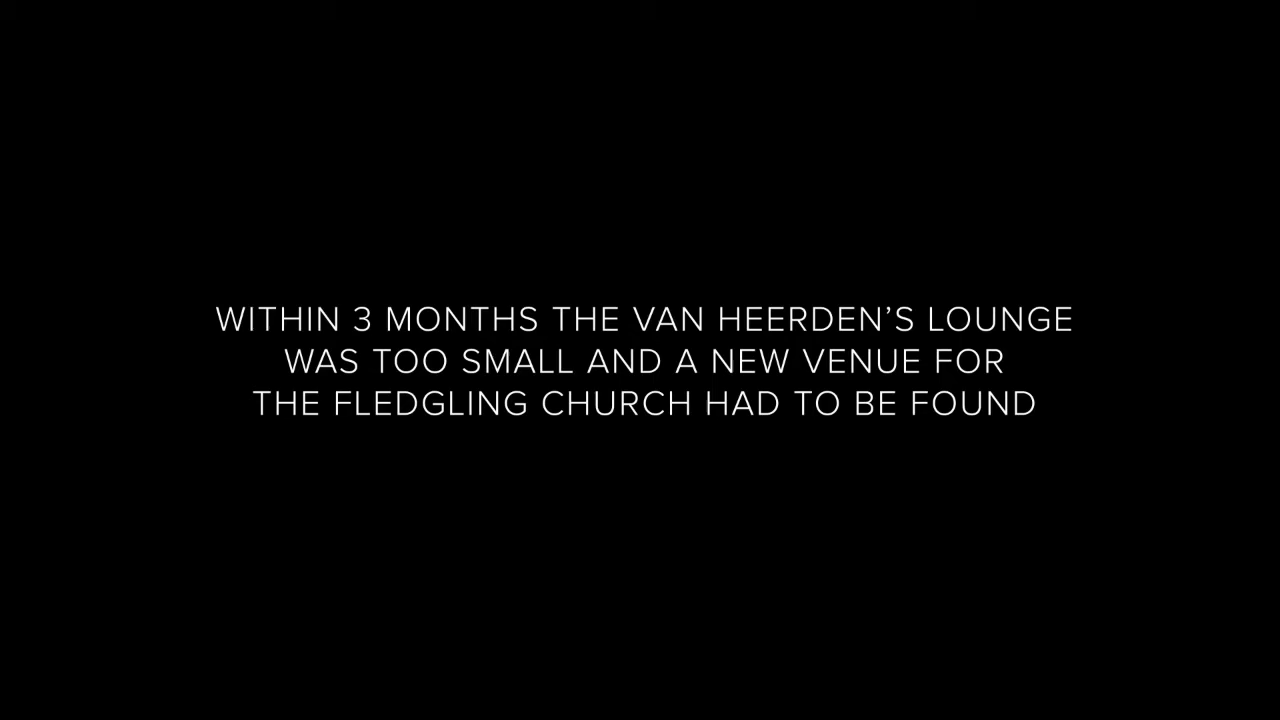 WITHIN 3 MONTHS THE VAN HEERDEN’S LOUNGE
WAS TOO SMALL AND A NEW VENUE FOR
THE FLEDGLING CHURCH HAD TO BE FOUND